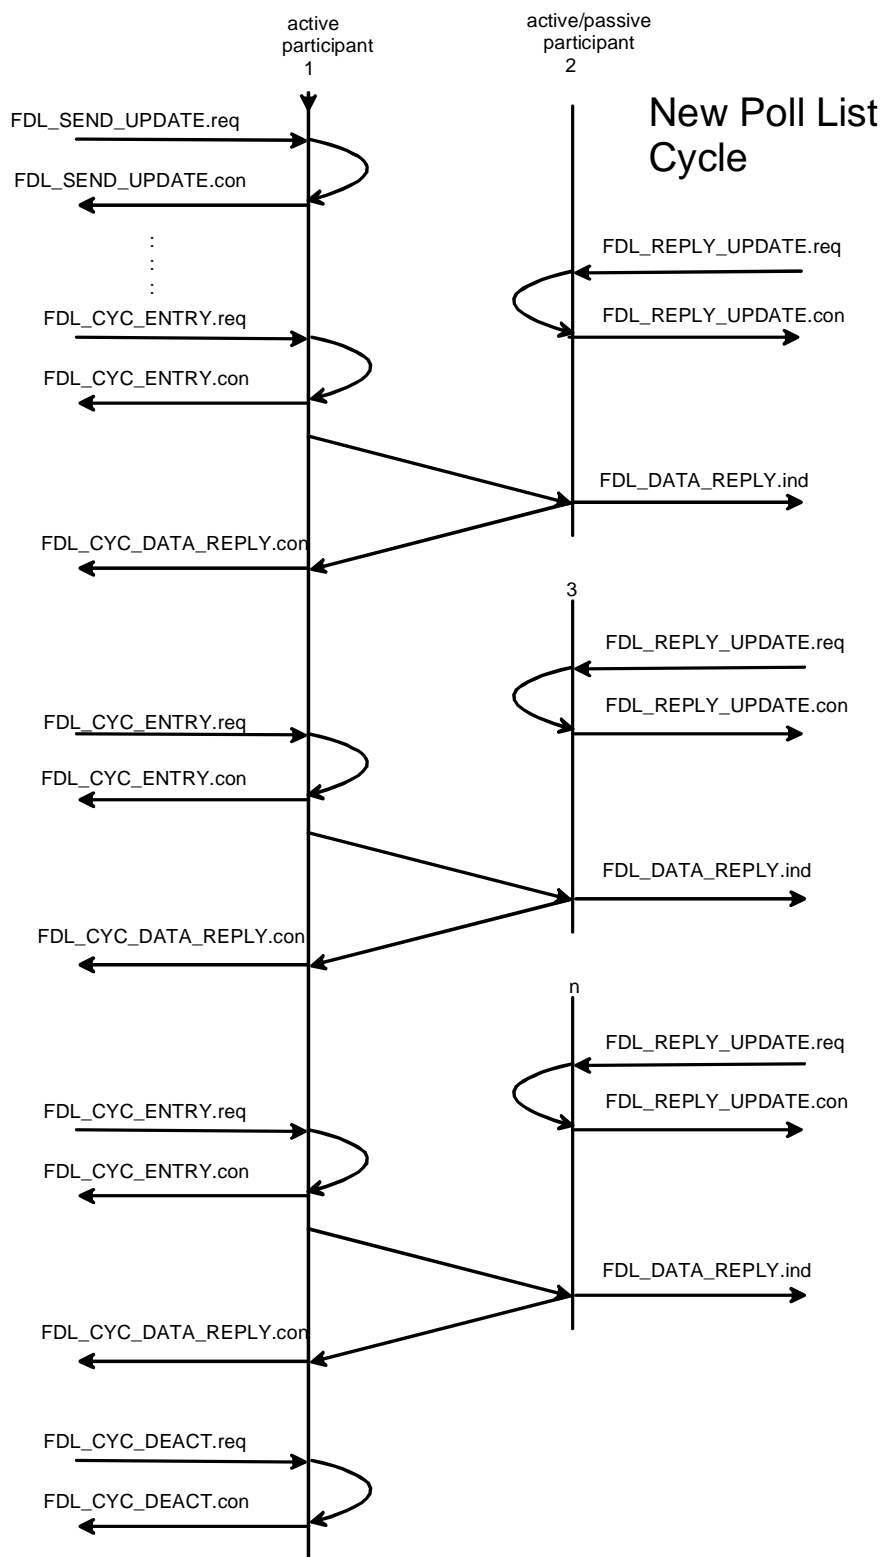 active
participant
1
active/passive
participant
2
New Poll List
Cycle
FDL_SEND_UPDATE.req
FDL_SEND_UPDATE.con
:
:
:
FDL_REPLY_UPDATE.req
FDL_CYC_ENTRY.req
FDL_REPLY_UPDATE.con
FDL_CYC_ENTRY.con
FDL_DATA_REPLY.ind
FDL_CYC_DATA_REPLY.con
3
FDL_REPLY_UPDATE.req
FDL_REPLY_UPDATE.con
FDL_CYC_ENTRY.req
FDL_CYC_ENTRY.con
FDL_DATA_REPLY.ind
FDL_CYC_DATA_REPLY.con
n
FDL_REPLY_UPDATE.req
FDL_REPLY_UPDATE.con
FDL_CYC_ENTRY.req
FDL_CYC_ENTRY.con
FDL_DATA_REPLY.ind
FDL_CYC_DATA_REPLY.con
FDL_CYC_DEACT.req
FDL_CYC_DEACT.con